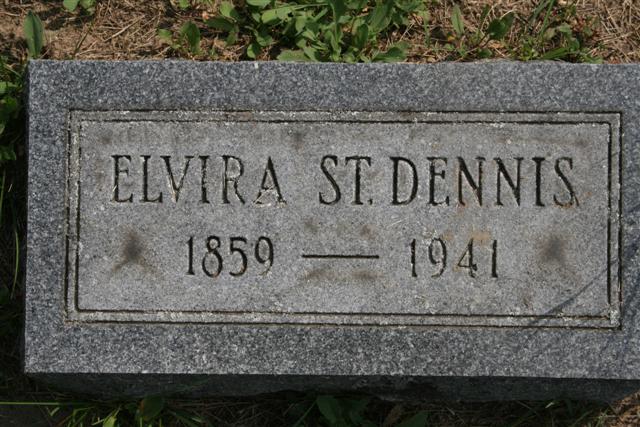 ELVIRA ST. DENNIS
1859 — 1941